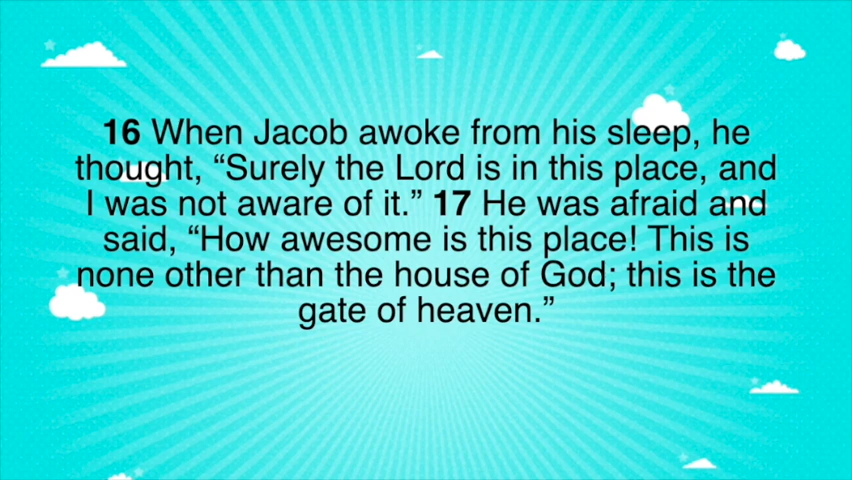 16 When Jacob awoke from his sleep, he
thought, “Surely the Lord is in this place, and
I was not aware of it.” 17 He was afraid and
said, “How awesome is this place! This is
none other than the house of God; this is the
gate of heaven.”